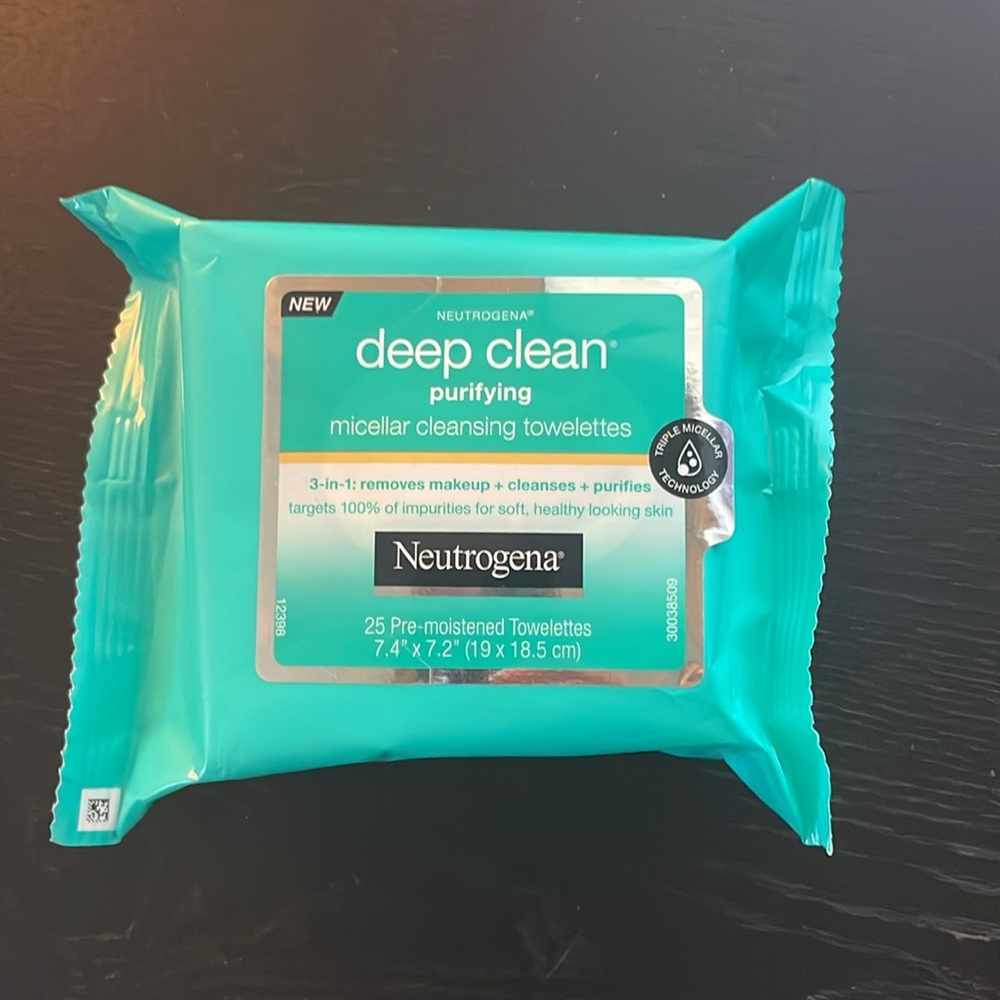 NEW
NEUTROGENA®
deep clean®
purifying
micellar cleansing towelettes
TRIPLE MICELLAR
TECHNOLOGY
3-in-1: removes makeup + cleanses + purifies
targets 100% of impurities for soft, healthy looking skin
Neutrogena®
12398
30038509
25 Pre-moistened Towelettes
7.4" x 7.2" (19 x 18.5 cm)